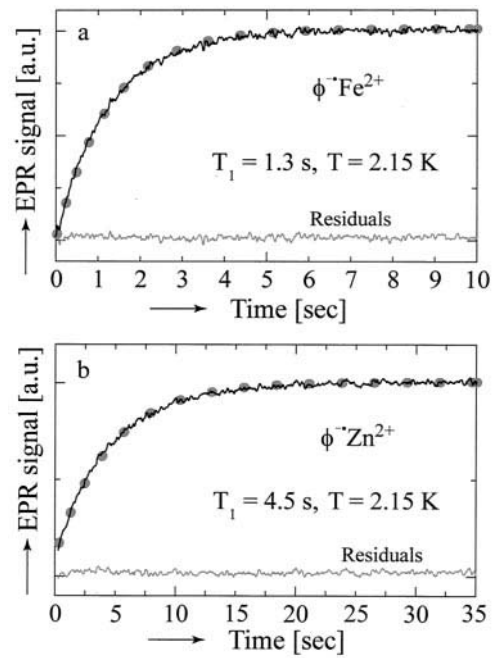 a
EPR signal [a.u.]
ϕ⁻•Fe²⁺
T₁ = 1.3 s, T = 2.15 K
Residuals
0 1 2 3 4 5 6 7 8 9 10
Time [sec]
b
EPR signal [a.u.]
ϕ⁻•Zn²⁺
T₁ = 4.5 s, T = 2.15 K
Residuals
0 5 10 15 20 25 30 35
Time [sec]